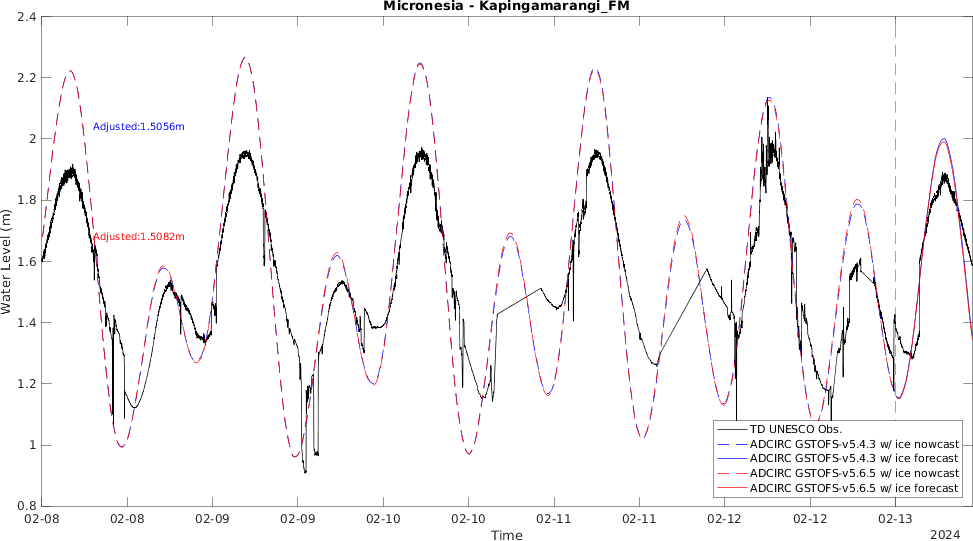 Micronesia - Kapingamarangi_FM
2.4
2.2
2
1.8
1.6
1.4
1.2
1
0.8
Water Level (m)
Adjusted:1.5056m
Adjusted:1.5082m
TD UNESCO Obs.
ADCIRC GSTOFS-v5.4.3 w/ ice nowcast
ADCIRC GSTOFS-v5.4.3 w/ ice forecast
ADCIRC GSTOFS-v5.6.5 w/ ice nowcast
ADCIRC GSTOFS-v5.6.5 w/ ice forecast
02-08 02-08 02-09 02-09 02-10 02-10 02-11 02-11 02-12 02-12 02-13
Time
2024